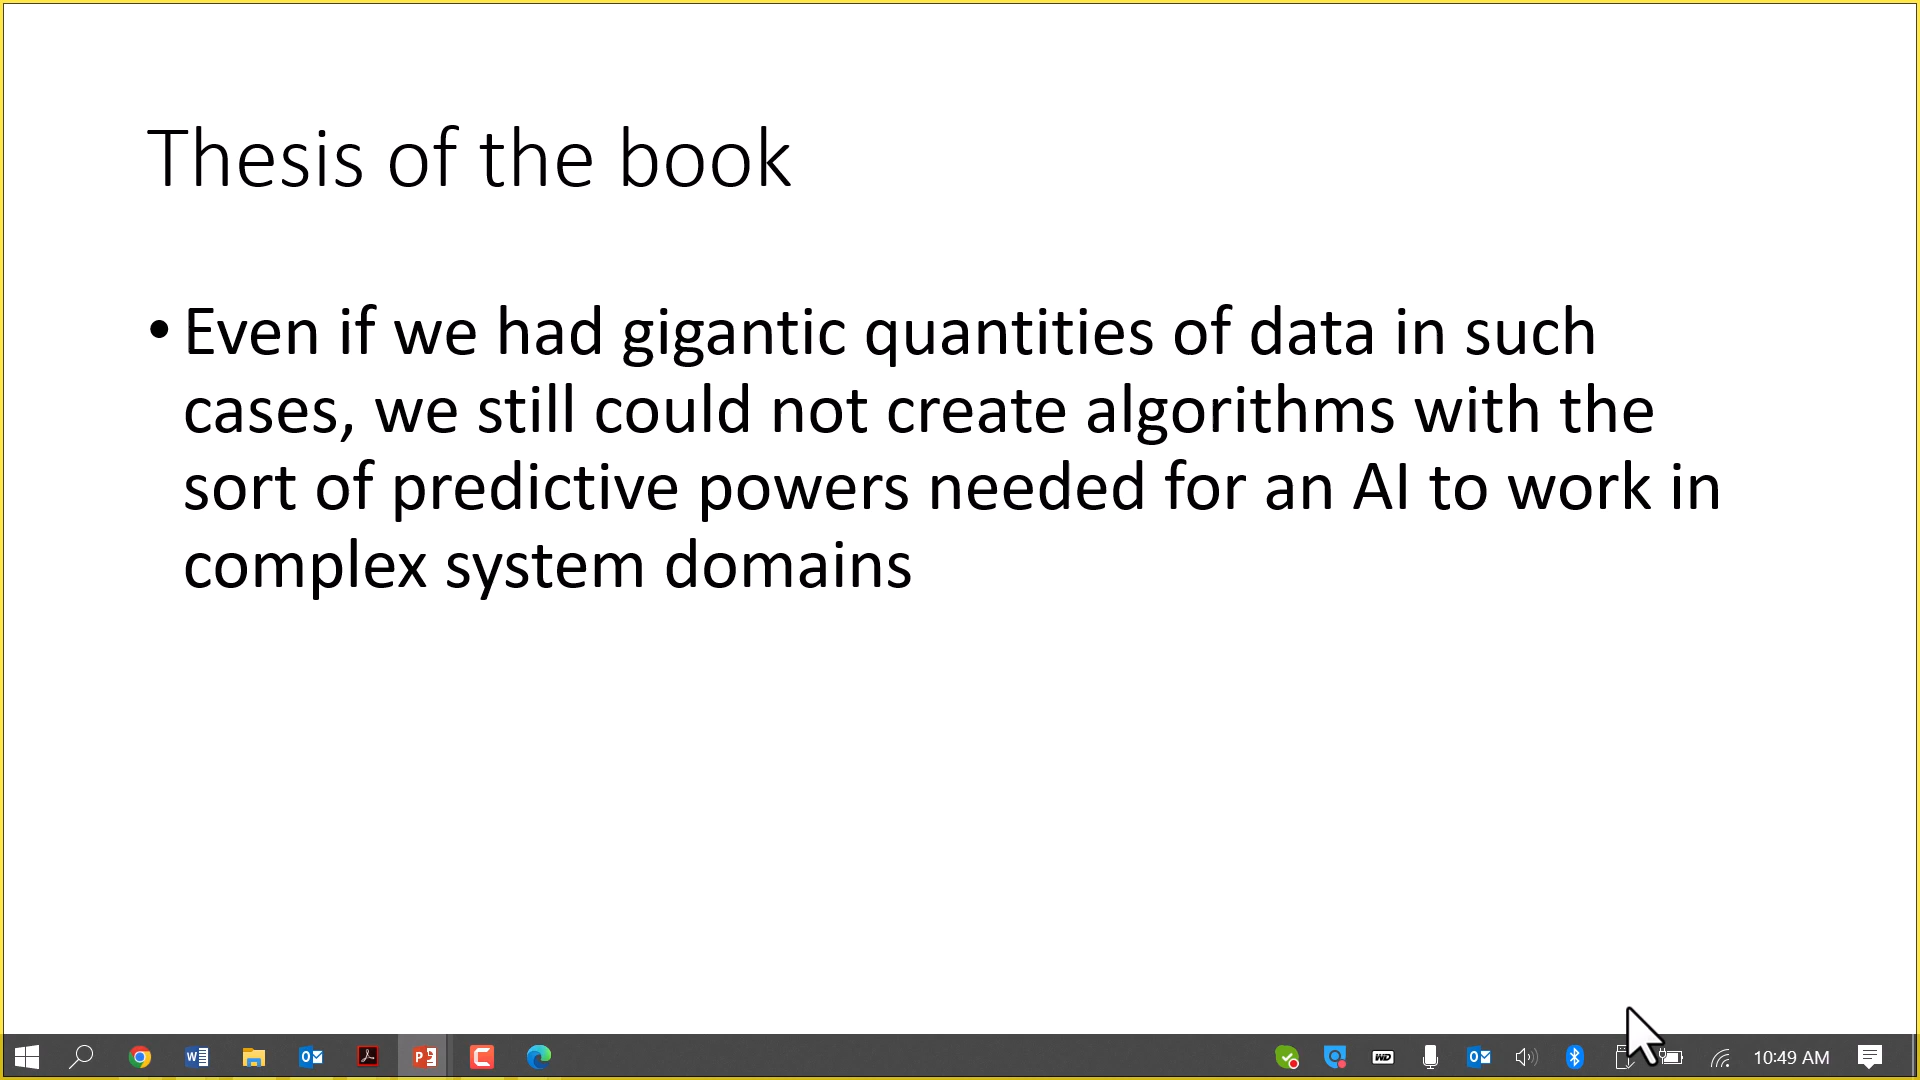 Thesis of the book
• Even if we had gigantic quantities of data in such
cases, we still could not create algorithms with the
sort of predictive powers needed for an AI to work in
complex system domains
10:49 AM